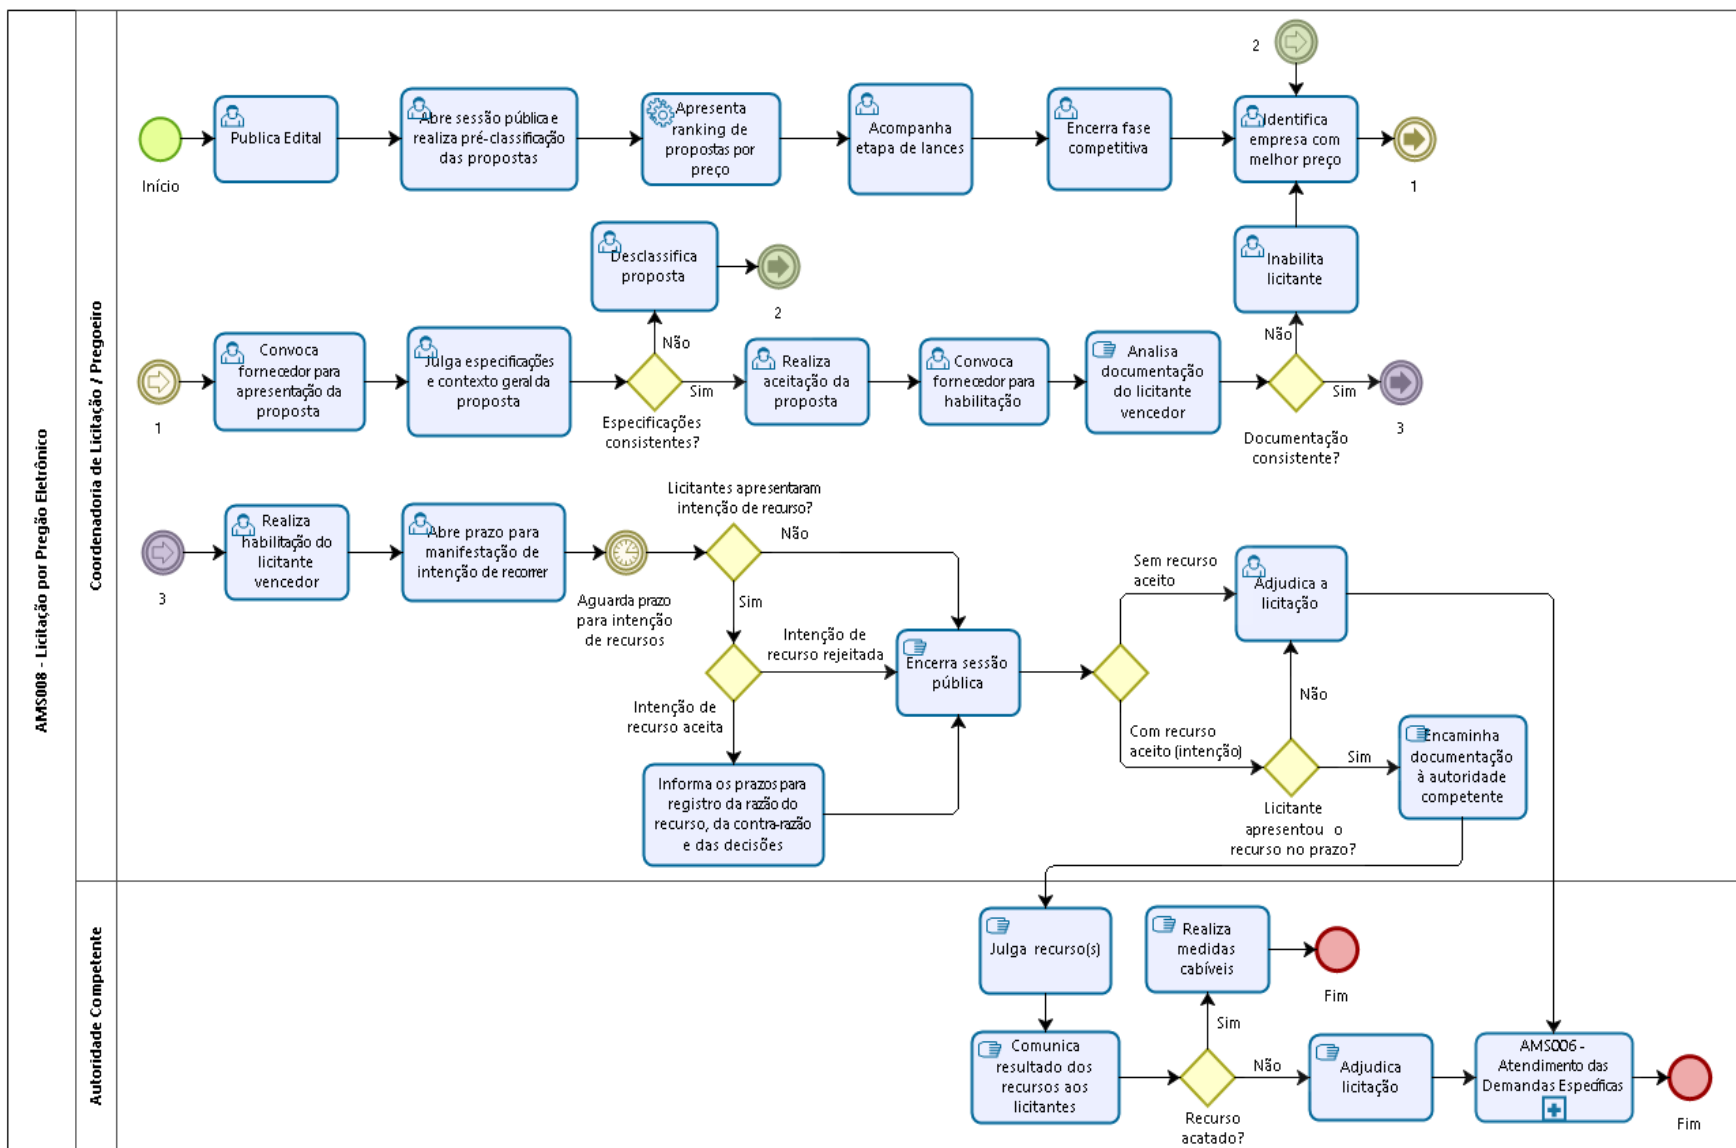 AMS008 - Licitação por Pregão Eletrônico
Coordenadoria de Licitação / Pregoeiro
2
Início
Publica Edital
Abre sessão pública e
realiza pré-classificação
das propostas
Apresenta
ranking de
propostas por
preço
Acompanha
etapa de lances
Encerra fase
competitiva
Identifica
empresa com
melhor preço
1
Desclassifica
proposta
2
Inabilita
licitante
Não
Não
1
Convoca
fornecedor para
apresentação da
proposta
Julga especificações
e contexto geral da
proposta
Especificações
consistentes?
Sim
Realiza
aceitação da
proposta
Convoca
fornecedor para
habilitação
Analisa
documentação
do licitante
vencedor
Documentação
consistente?
Sim
3
3
Realiza
habilitação do
licitante
vencedor
Abre prazo para
manifestação de
intenção de recorrer
Aguarda prazo
para intenção
de recursos
Licitantes apresentaram
intenção de recurso?
Não
Sim
Intenção de
recurso rejeitada
Intenção de
recurso aceita
Informa os prazos para
registro da razão do
recurso, da contra-razão
e das decisões
Encerra sessão
pública
Sem recurso
aceito
Adjudica a
licitação
Com recurso
aceito (intenção)
Não
Sim
Licitante
apresentou o
recurso no prazo?
Encaminha
documentação
à autoridade
competente
Autoridade Competente
Julga recurso(s)
Comunica
resultado dos
recursos aos
licitantes
Realiza
medidas
cabíveis
Fim
Sim
Recurso
acatado?
Não
Adjudica
licitação
AMS006 -
Atendimento das
Demandas Específicas
Fim